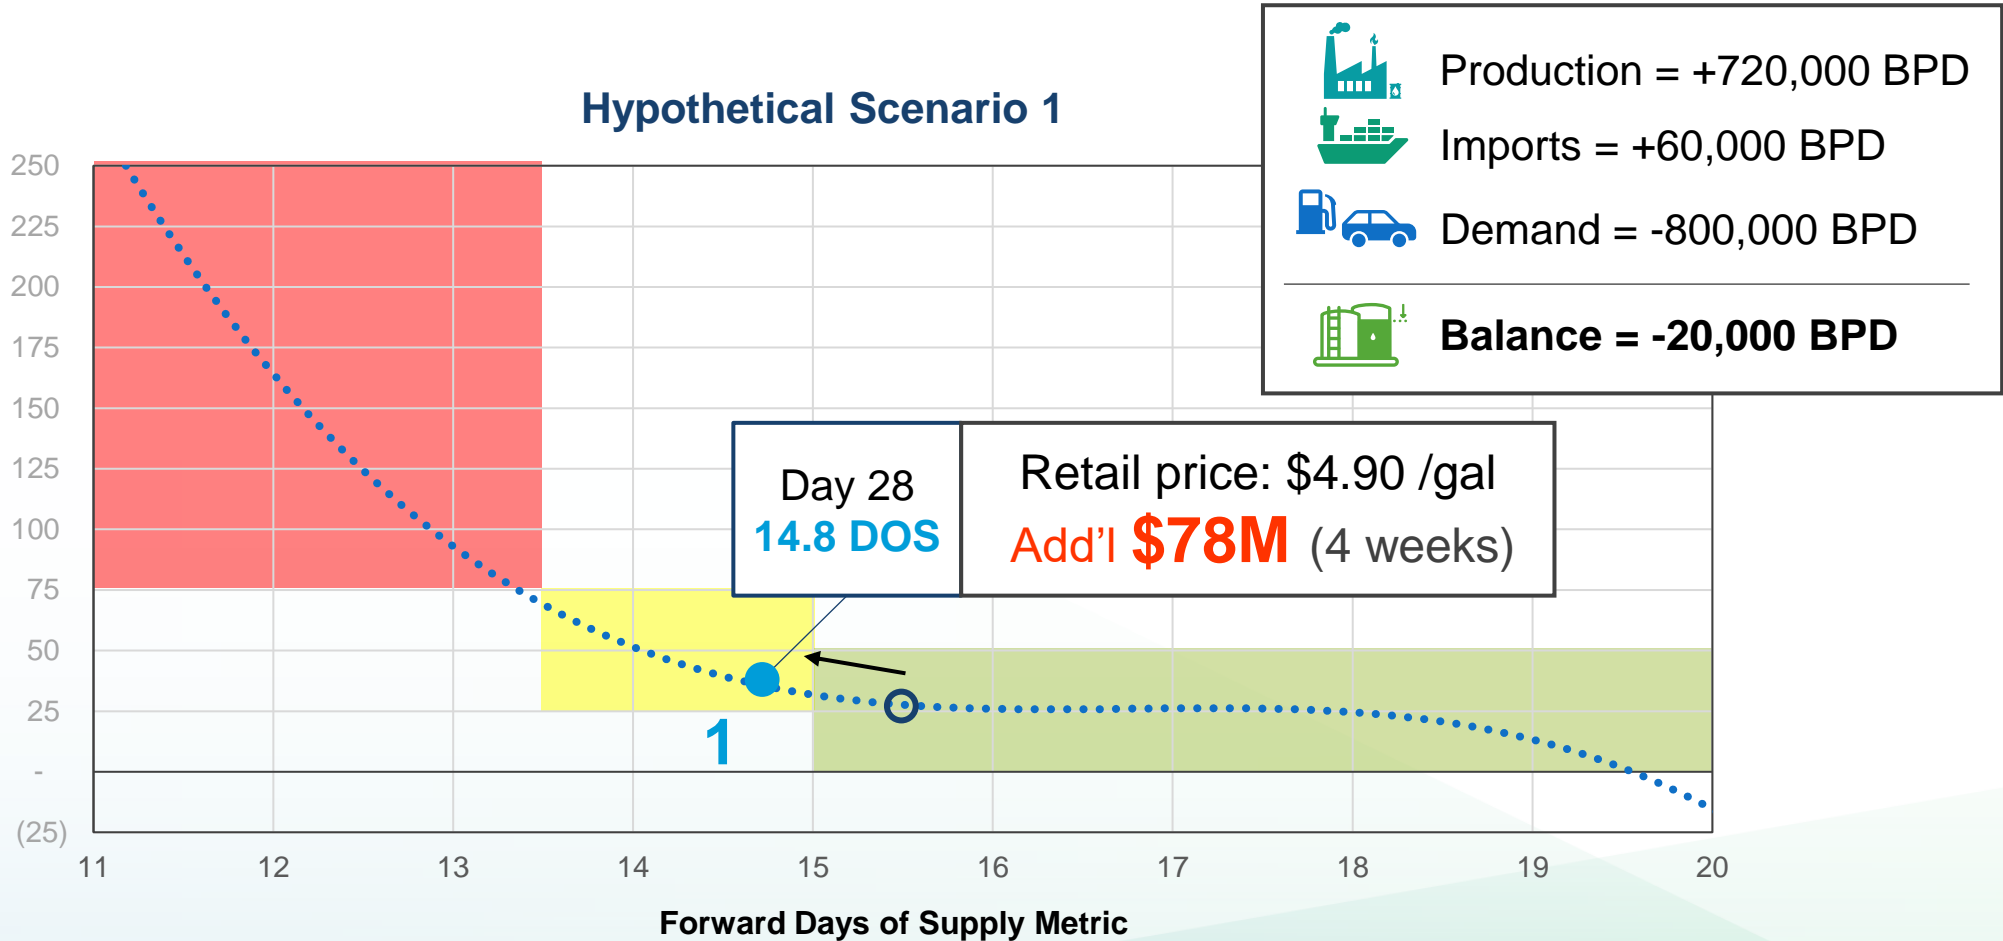 Hypothetical Scenario 1
Production = +720,000 BPD
Imports = +60,000 BPD
Demand = -800,000 BPD
Balance = -20,000 BPD
250
225
200
175
150
125
100
75
50
25
-
(25)
Day 28
14.8 DOS
Retail price: $4.90 /gal
Add’l $78M (4 weeks)
1
11 12 13 14 15 16 17 18 19 20
Forward Days of Supply Metric